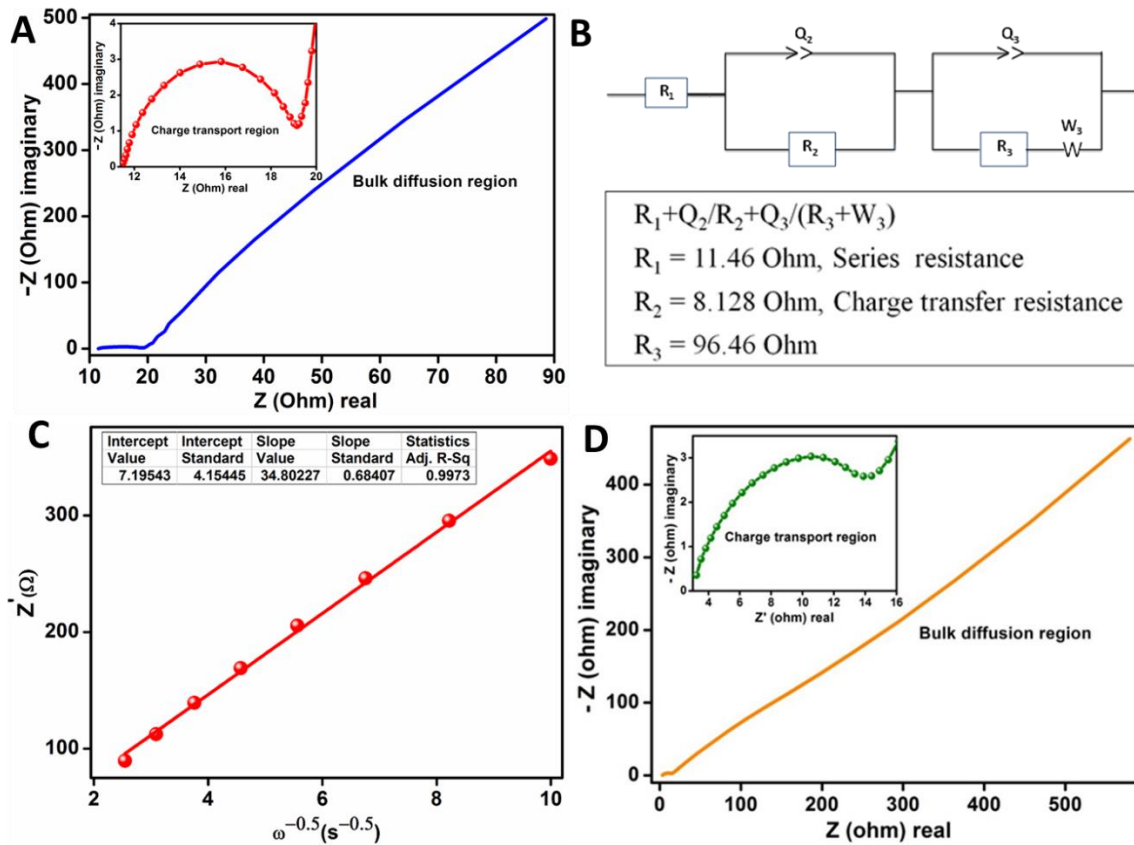 A
500
400
300
200
100
0
-Z (Ohm) imaginary
10 20 30 40 50 60 70 80 90
Z (Ohm) real
Bulk diffusion region
4
3
2
1
0
-Z (Ohm) imaginary
Charge transport region
12 14 16 18 20
Z (Ohm) real
B
Q2
Q3
R1
W3
R2
R3
R1+Q2/R2+Q3/(R3+W3)
R1 = 11.46 Ohm, Series resistance
R2 = 8.128 Ohm, Charge transfer resistance
R3 = 96.46 Ohm
C
Intercept Intercept Slope Slope Statistics
Value Standard Value Standard Adj. R-Sq
7.19543 4.15445 34.80227 0.68407 0.9973
300
200
100
Z'(Ω)
2 4 6 8 10
ω⁻⁰·⁵(s⁻⁰·⁵)
D
400
300
200
100
0
- Z (ohm) imaginary
3
2
1
0
- Z (ohm) imaginary
Charge transport region
4 6 8 10 12 14 16
Z' (ohm) real
Bulk diffusion region
0 100 200 300 400 500
Z (ohm) real